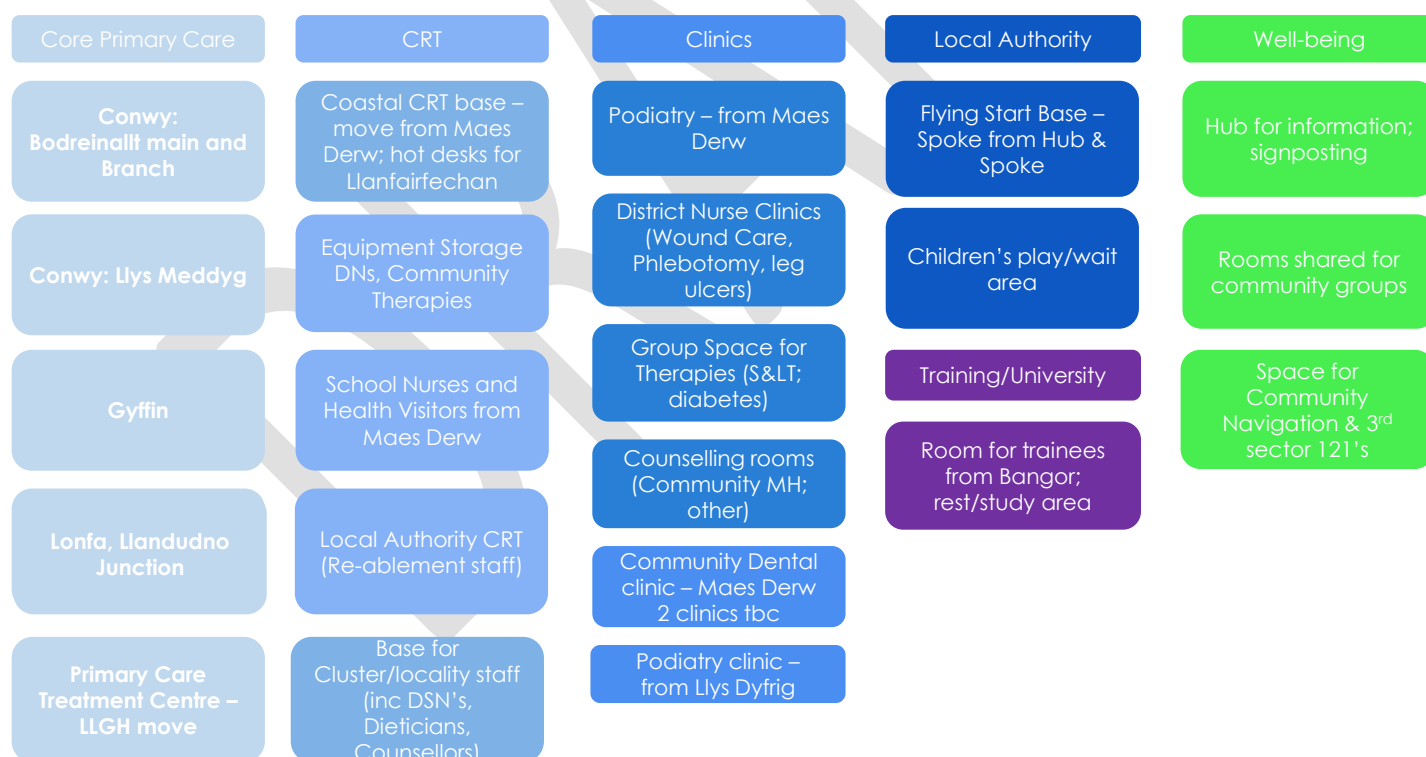 Core Primary Care
Conwy:
Bodreinallt main and
Branch
Conwy: Llys Meddyg
Gyffin
Lonfa, Llandudno
Junction
Primary Care
Treatment Centre –
LLGH move
CRT
Coastal CRT base –
move from Maes
Derw; hot desks for
Llanfairfechan
Equipment Storage
DNs, Community
Therapies
School Nurses and
Health Visitors from
Maes Derw
Local Authority CRT
(Re-ablement staff)
Base for
Cluster/locality staff
(inc DSN’s,
Dieticians,
Counsellors)
Clinics
Podiatry – from Maes
Derw
District Nurse Clinics
(Wound Care,
Phlebotomy, leg
ulcers)
Group Space for
Therapies (S&LT;
diabetes)
Counselling rooms
(Community MH;
other)
Community Dental
clinic – Maes Derw
2 clinics tbc
Podiatry clinic –
from Llys Dyfrig
Local Authority
Flying Start Base –
Spoke from Hub &
Spoke
Children’s play/wait
area
Training/University
Room for trainees
from Bangor;
rest/study area
Well-being
Hub for information;
signposting
Rooms shared for
community groups
Space for
Community
Navigation & 3rd
sector 121’s